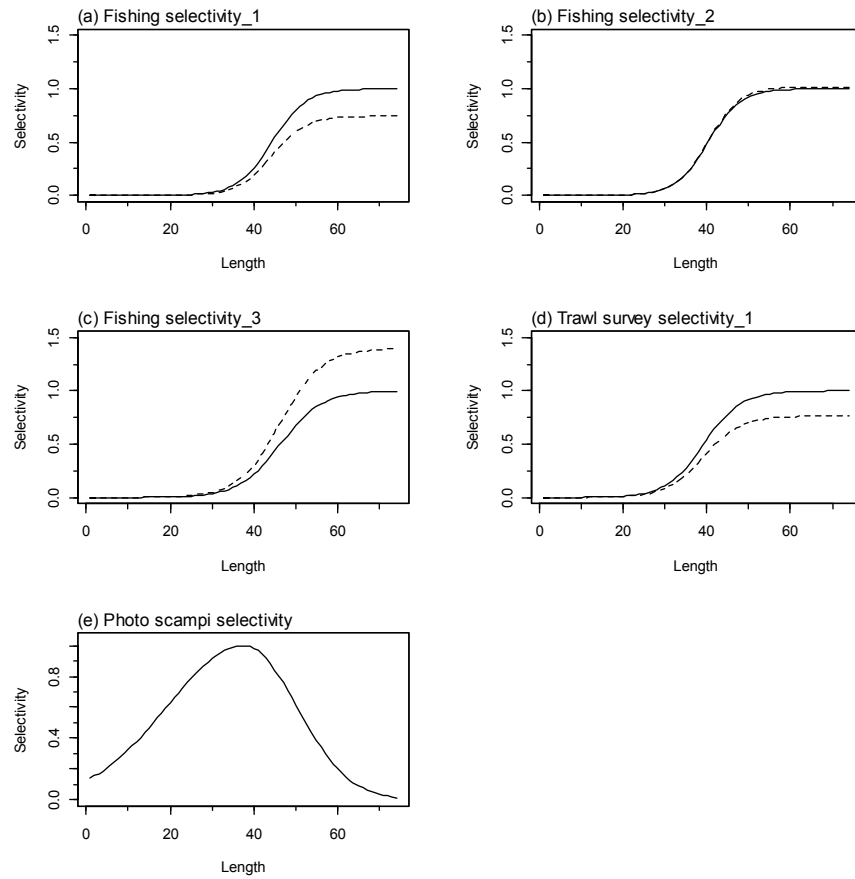 (a) Fishing selectivity_1
Selectivity
0.0 0.5 1.0 1.5
0 20 40 60
Length
(b) Fishing selectivity_2
Selectivity
0.0 0.5 1.0 1.5
0 20 40 60
Length
(c) Fishing selectivity_3
Selectivity
0.0 0.5 1.0 1.5
0 20 40 60
Length
(d) Trawl survey selectivity_1
Selectivity
0.0 0.5 1.0 1.5
0 20 40 60
Length
(e) Photo scampi selectivity
Selectivity
0.0 0.4 0.8
0 20 40 60
Length